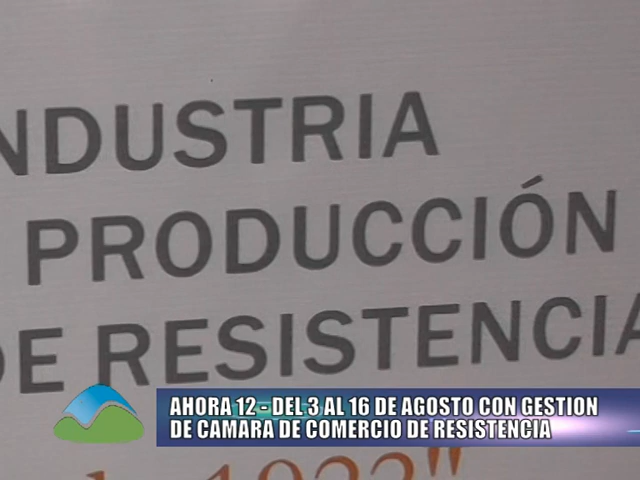 NDUSTRIA
PRODUCCIÓN
DE RESISTENCIA
AHORA 12 - DEL 3 AL 16 DE AGOSTO CON GESTION
DE CAMARA DE COMERCIO DE RESISTENCIA